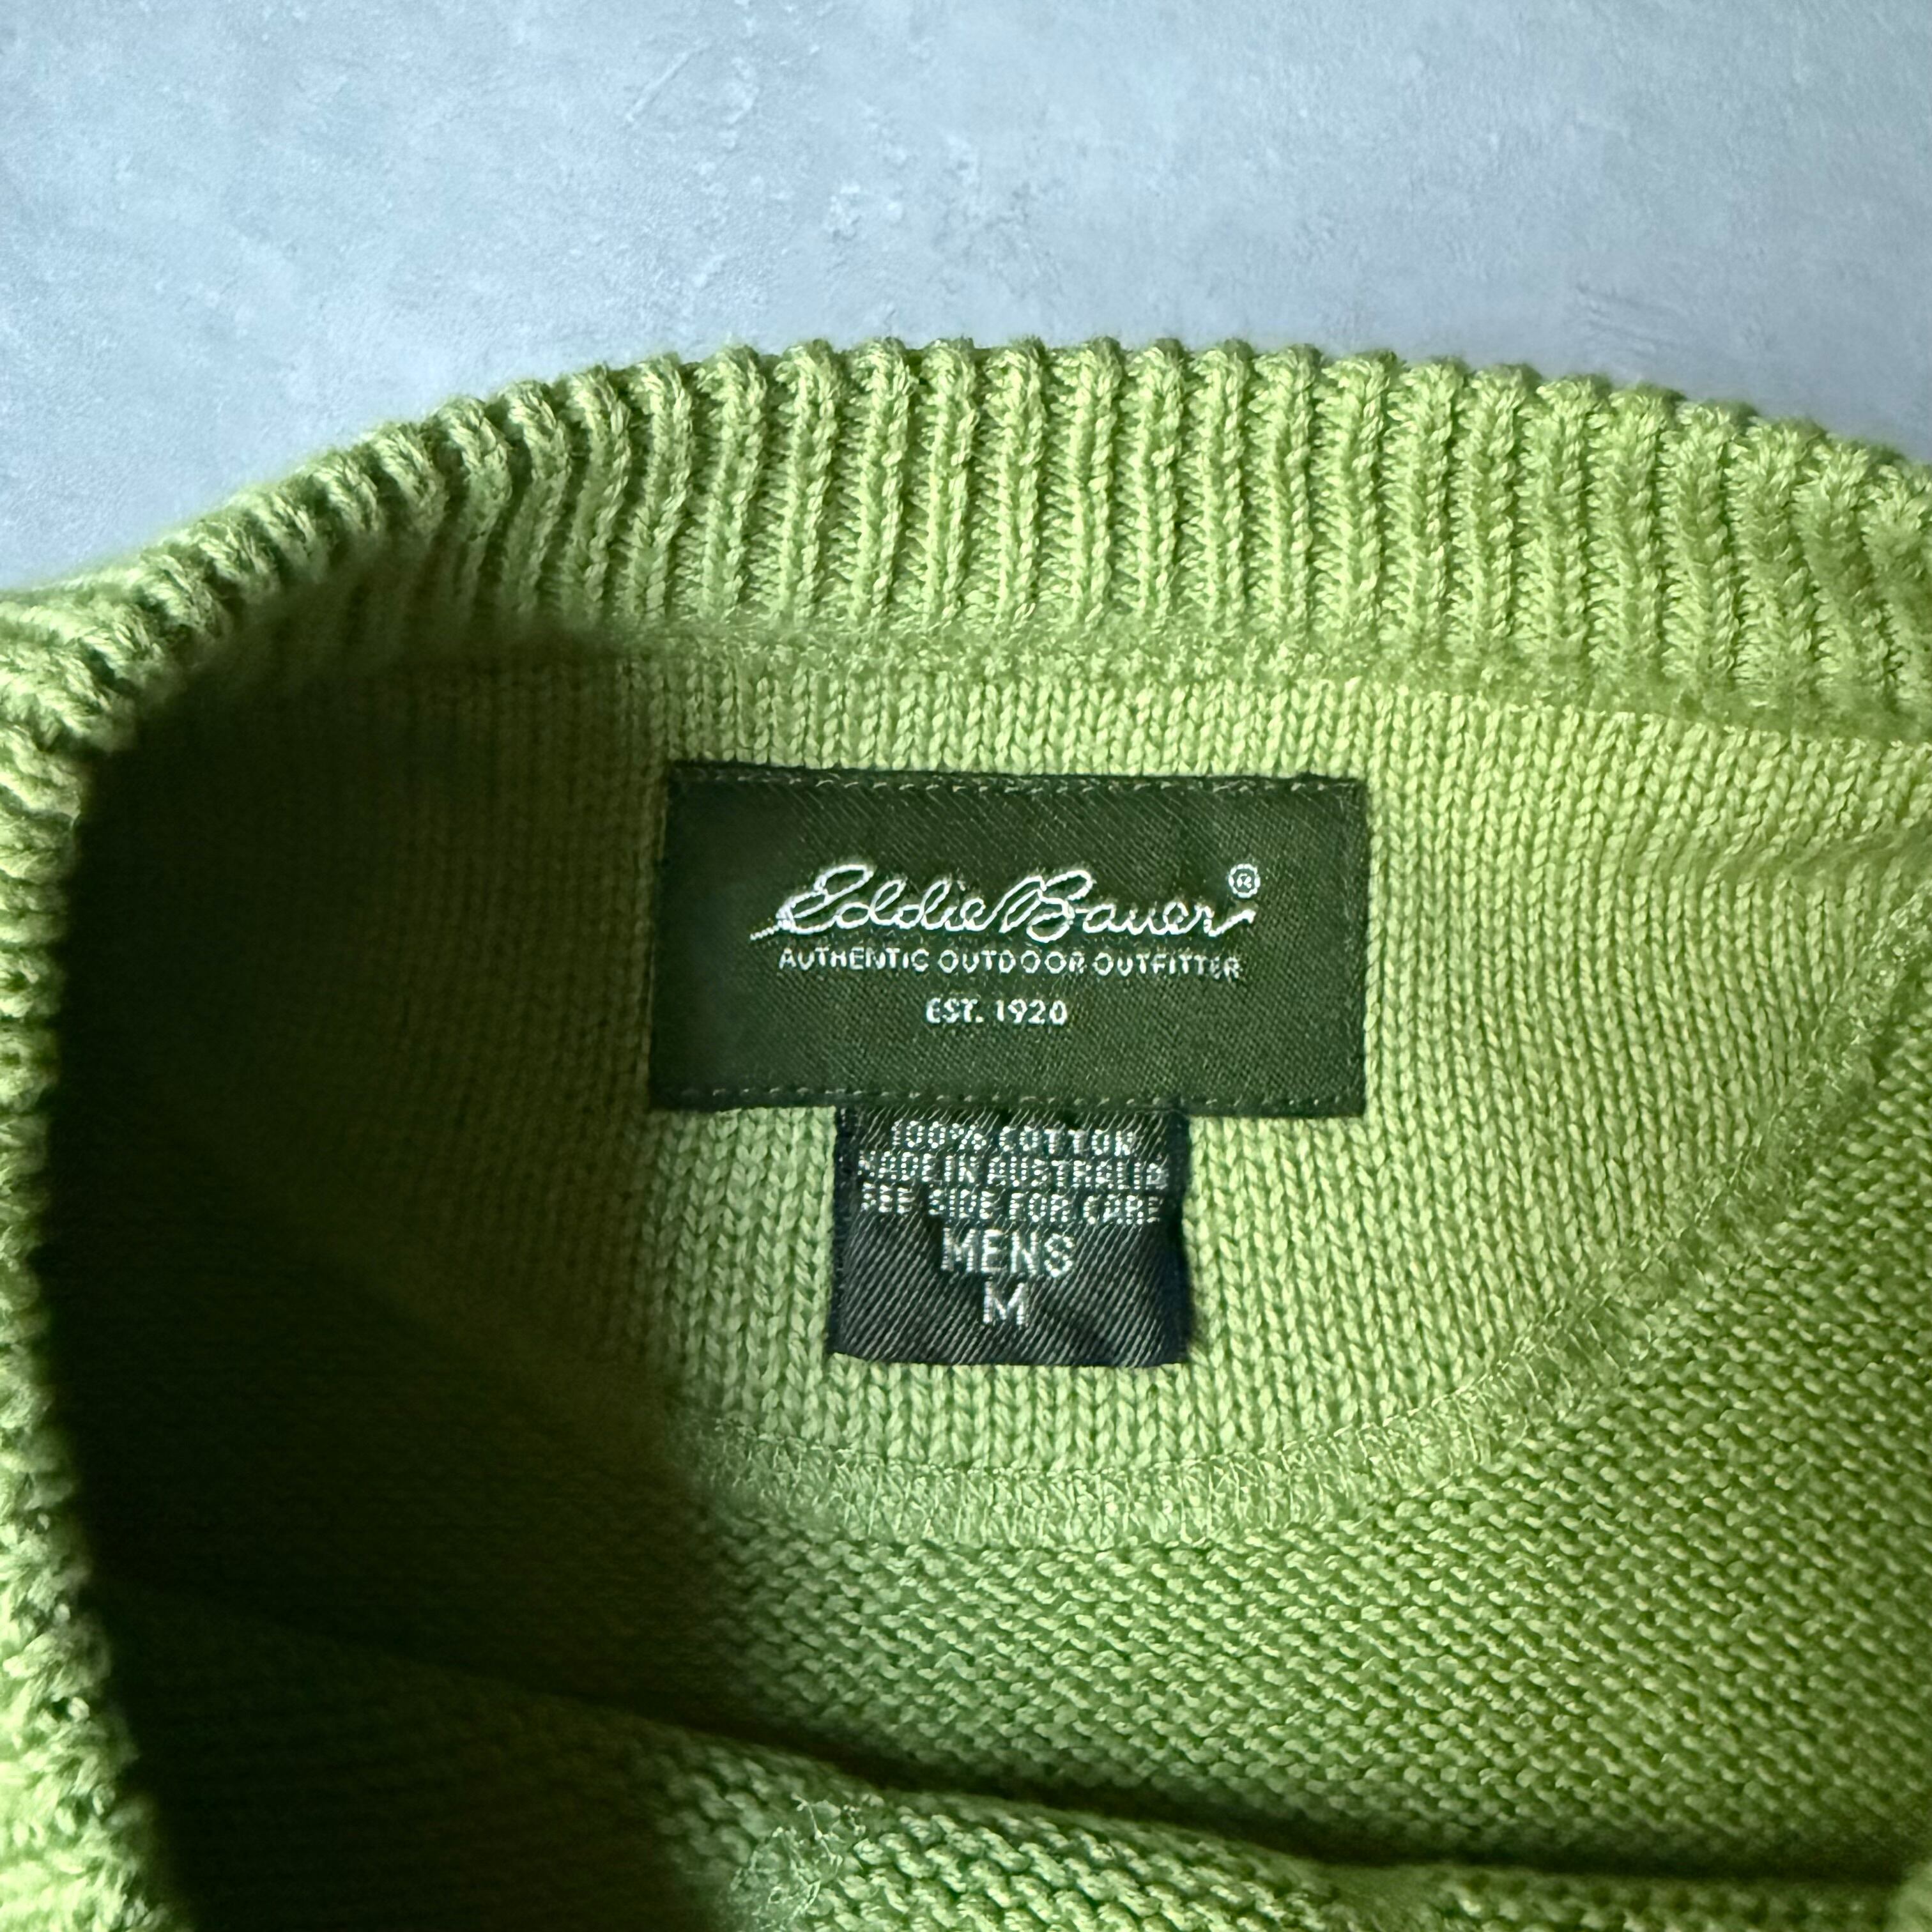 Eddie Bauer®
AUTHENTIC OUTDOOR OUTFITTER
EST. 1920
100% COTTON
MADE IN AUSTRALIA
SEE SIDE FOR CARE
MENS
M